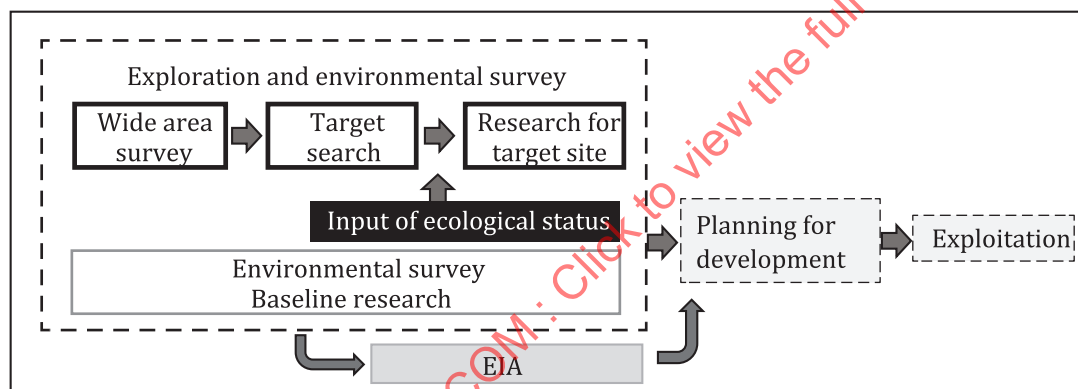 Exploration and environmental survey
Wide area
survey
Target
search
Research for
target site
Input of ecological status
Environmental survey
Baseline research
Planning for
development
Exploitation
EIA
COM : Click to view the full